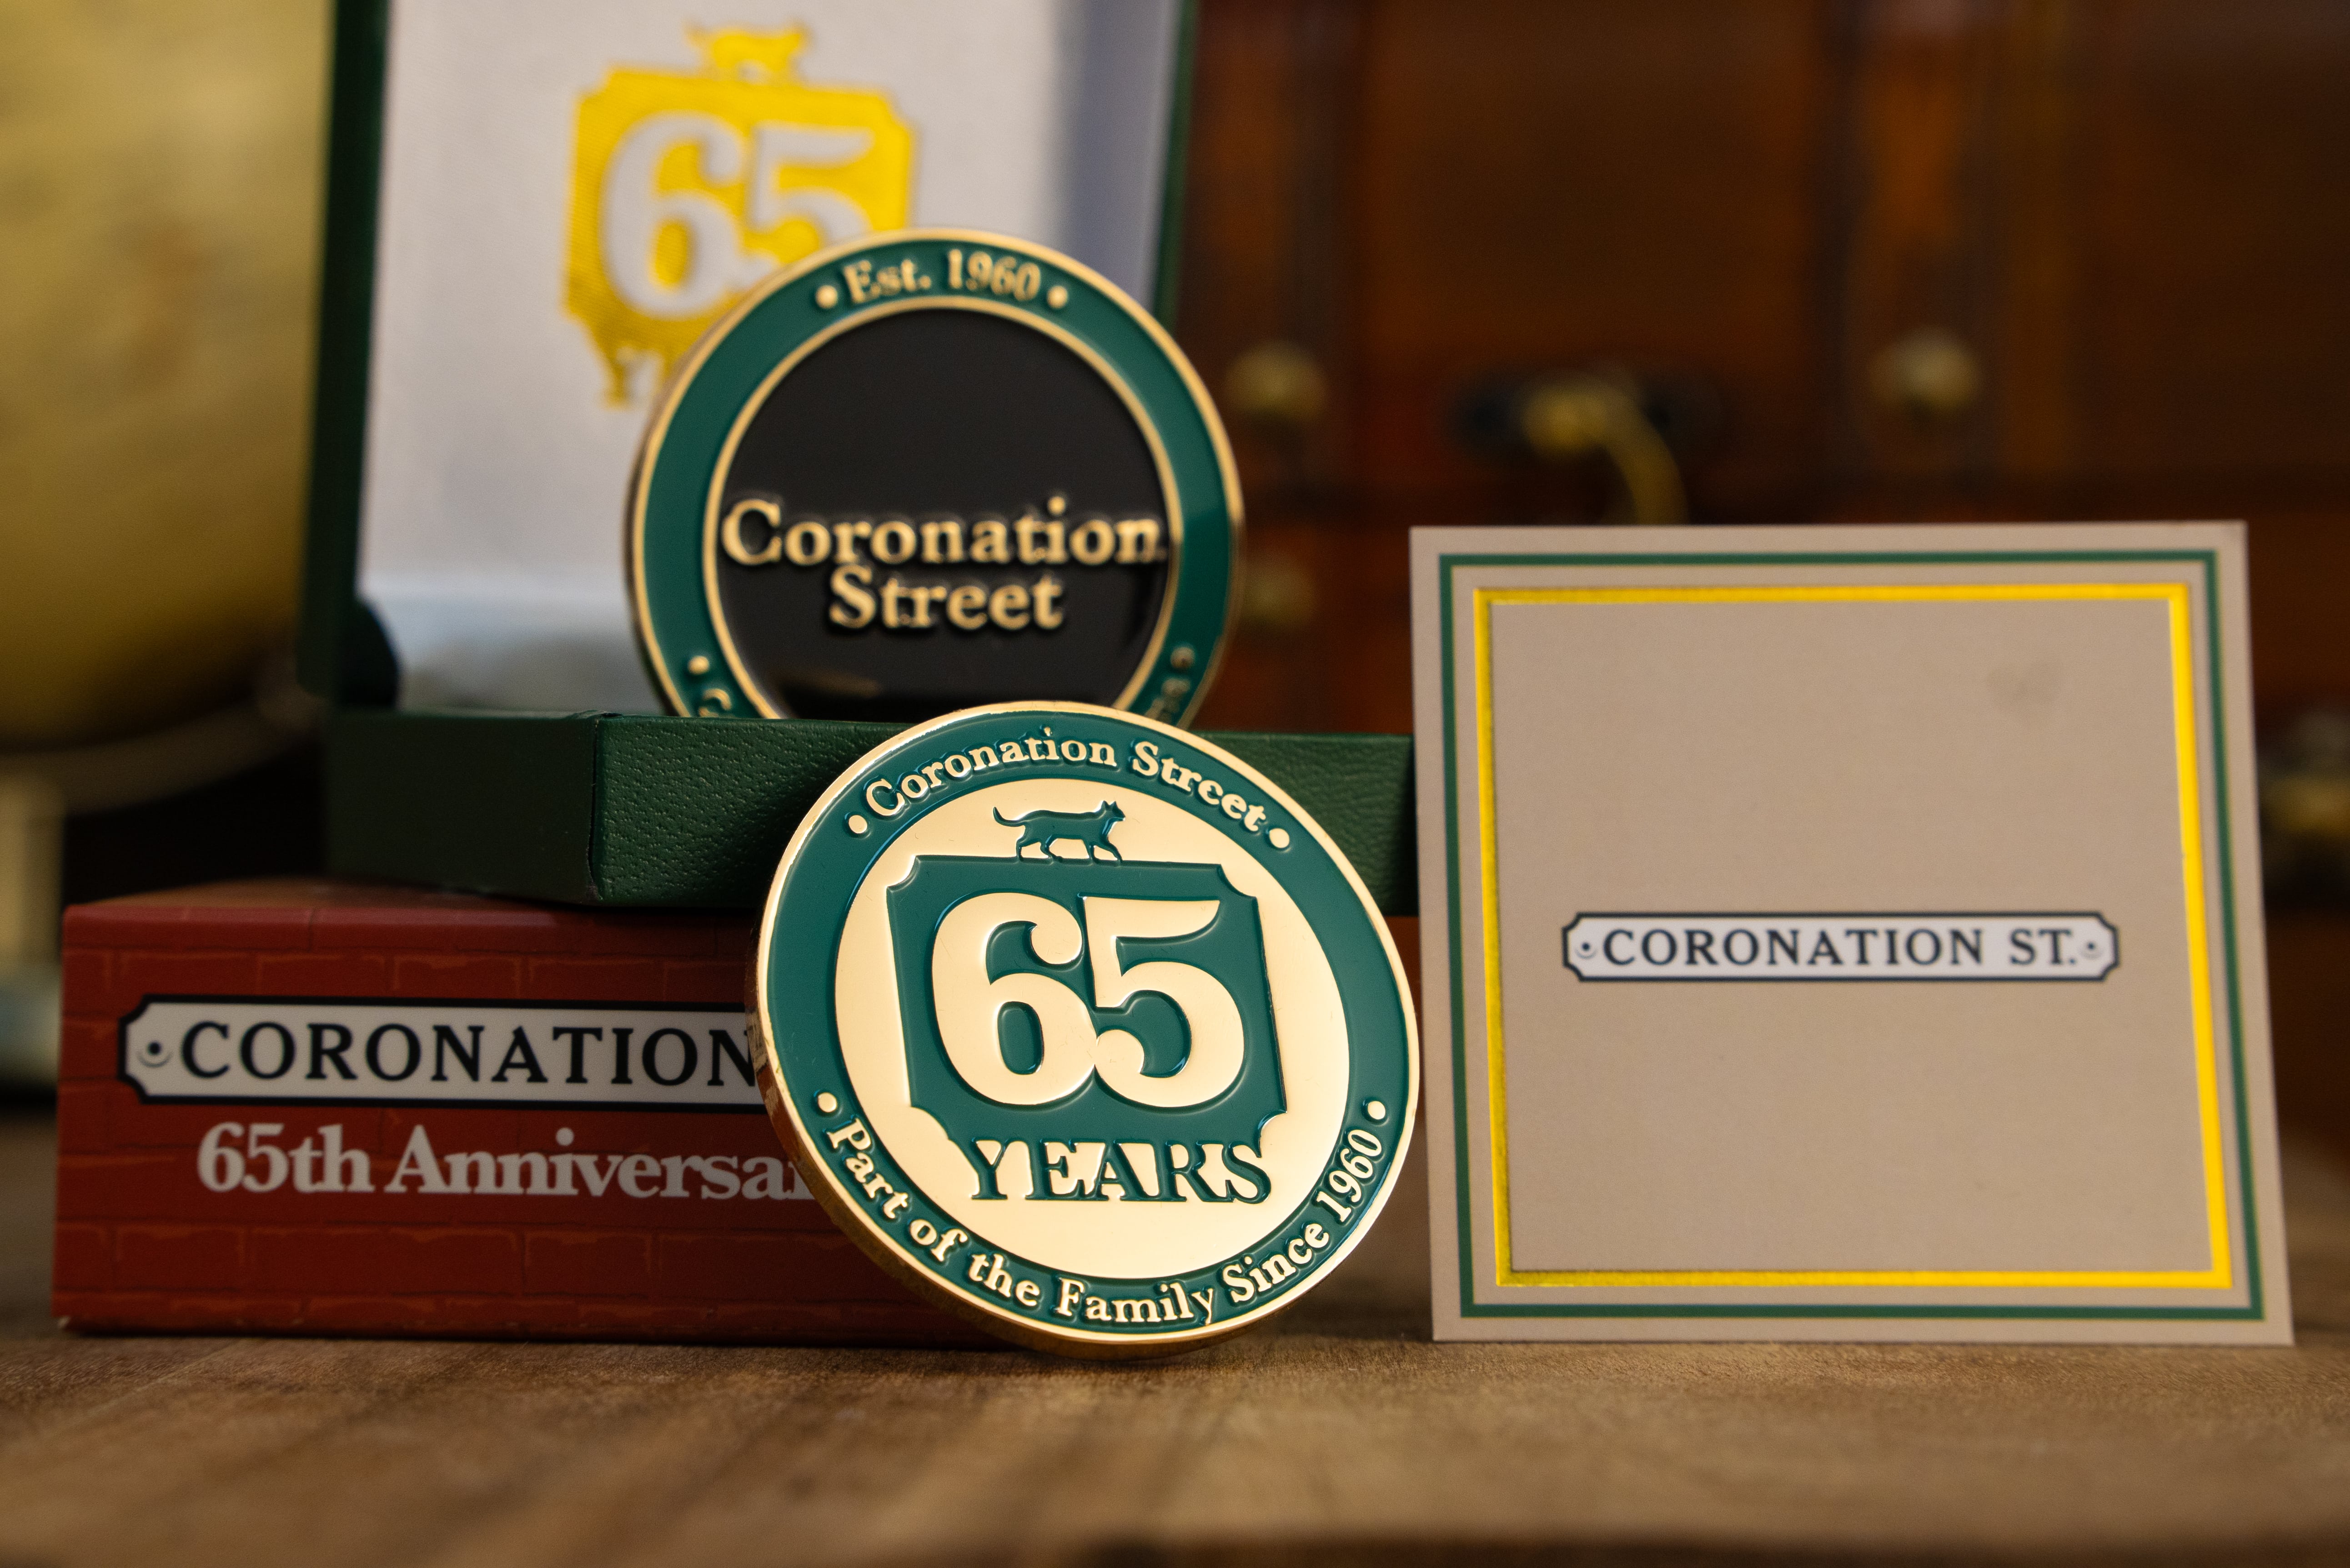 65
• Est. 1960 •
Coronation
Street
• Coronation Street •
65
YEARS
• Part of the Family Since 1960 •
CORONATION
65th
CORONATION ST.